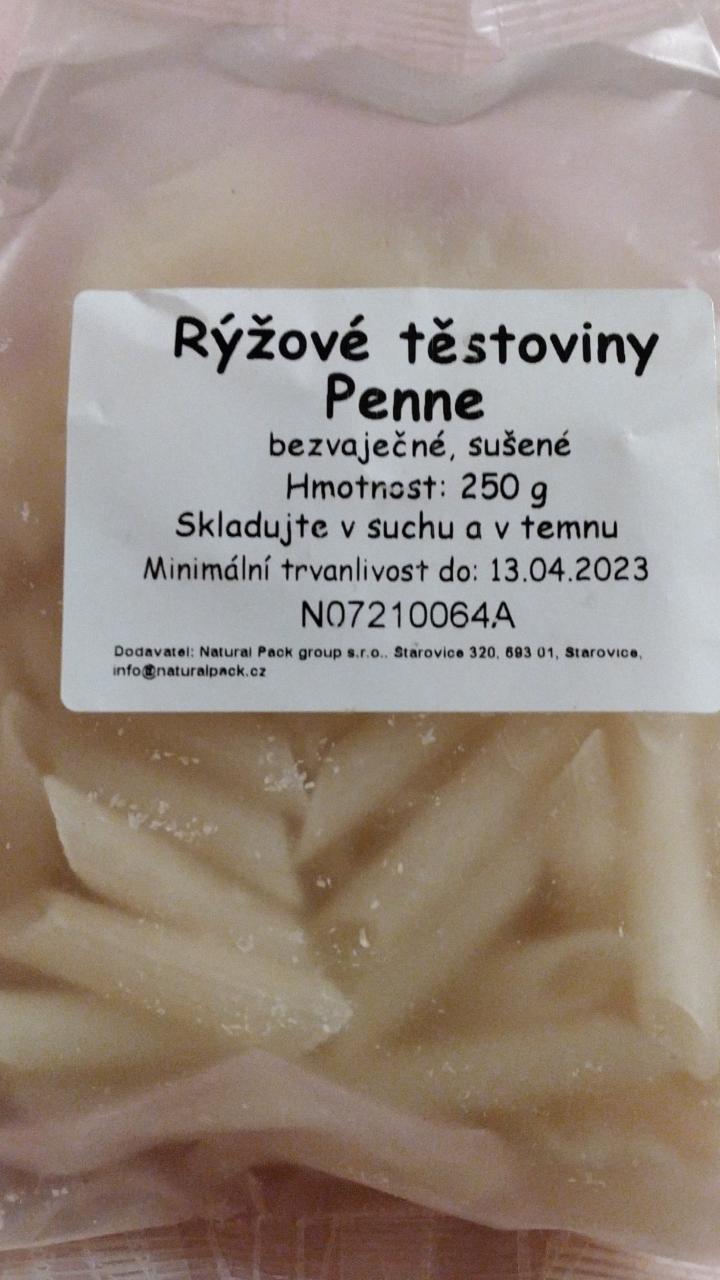 Rýžové těstoviny
Penne
bezvaječné, sušené
Hmotnost: 250 g
Skladujte v suchu a v temnu
Minimální trvanlivost do: 13.04.2023
N07210064A
Dodavatel: Natural Pack group s.r.o.. Starovice 320, 693 01, Starovice,
info@naturalpack.cz